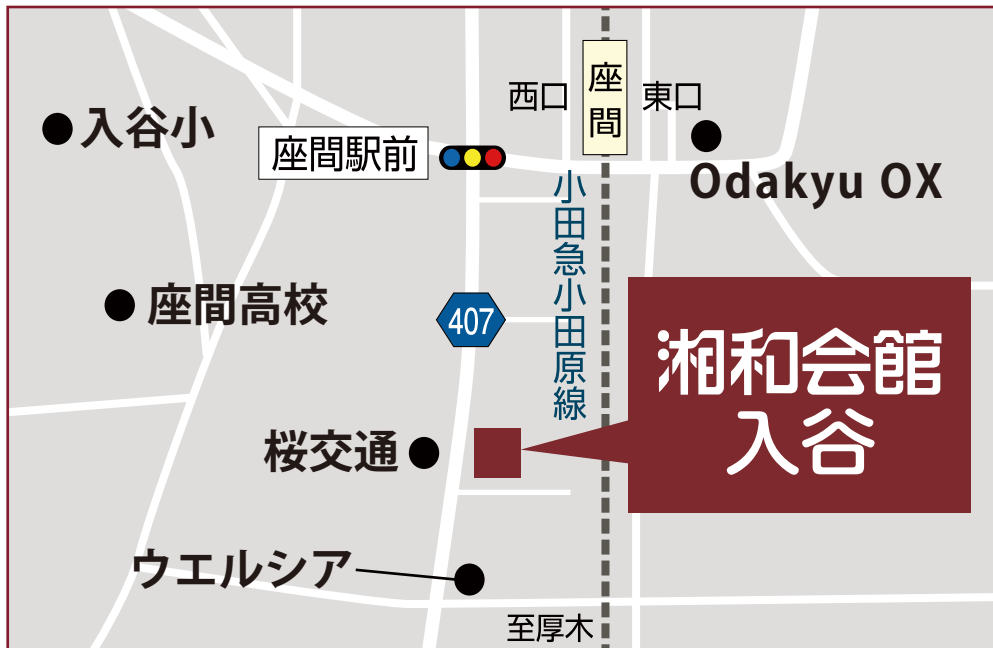 西口
座間
東口
入谷小
座間駅前
Odakyu OX
小田急小田原線
座間高校
407
湘和会館
入谷
桜交通
ウエルシア
至厚木